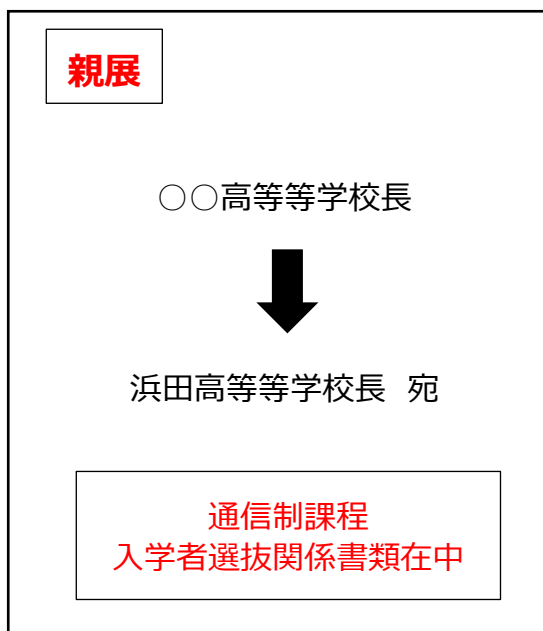 親展
○○高等等学校長
浜田高等等学校長 宛
通信制課程
入学者選抜関係書類在中